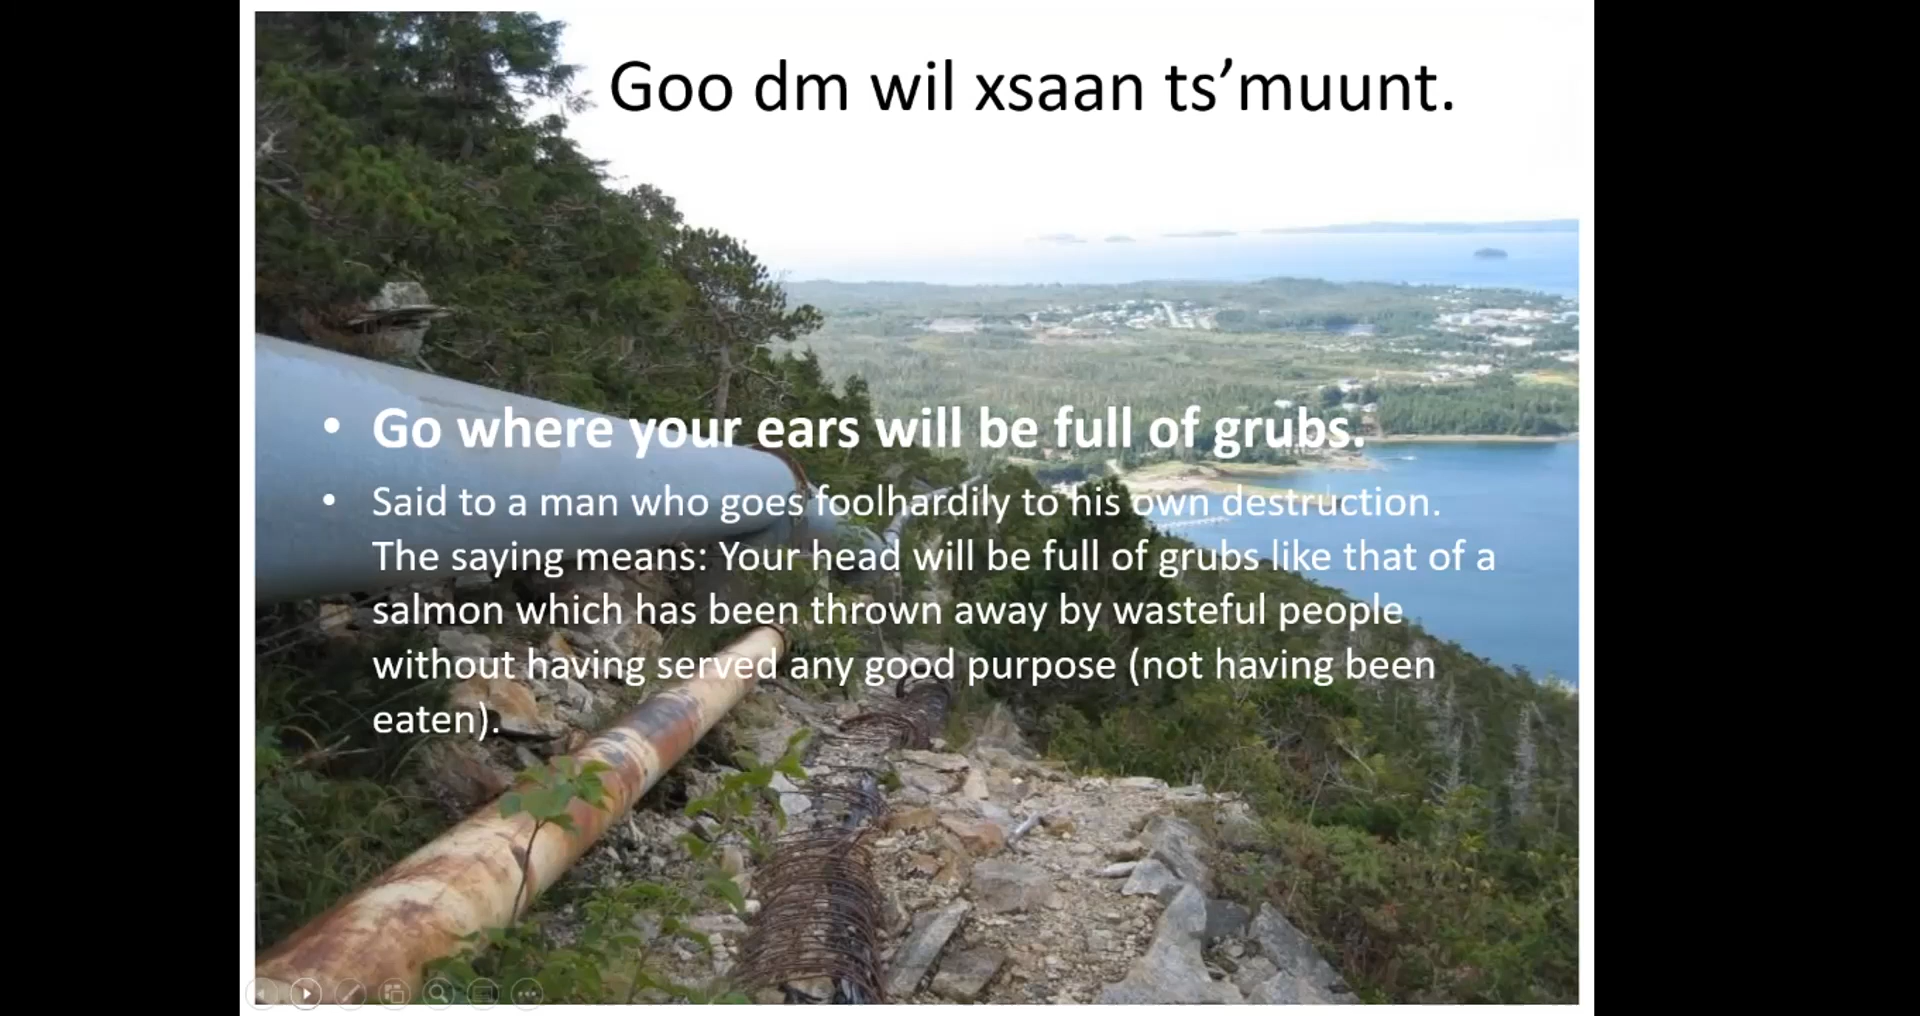 Goo dm wil xsaan ts’muunt.
• Go where your ears will be full of grubs.
• Said to a man who goes foolhardily to his own destruction.
The saying means: Your head will be full of grubs like that of a
salmon which has been thrown away by wasteful people
without having served any good purpose (not having been
eaten).